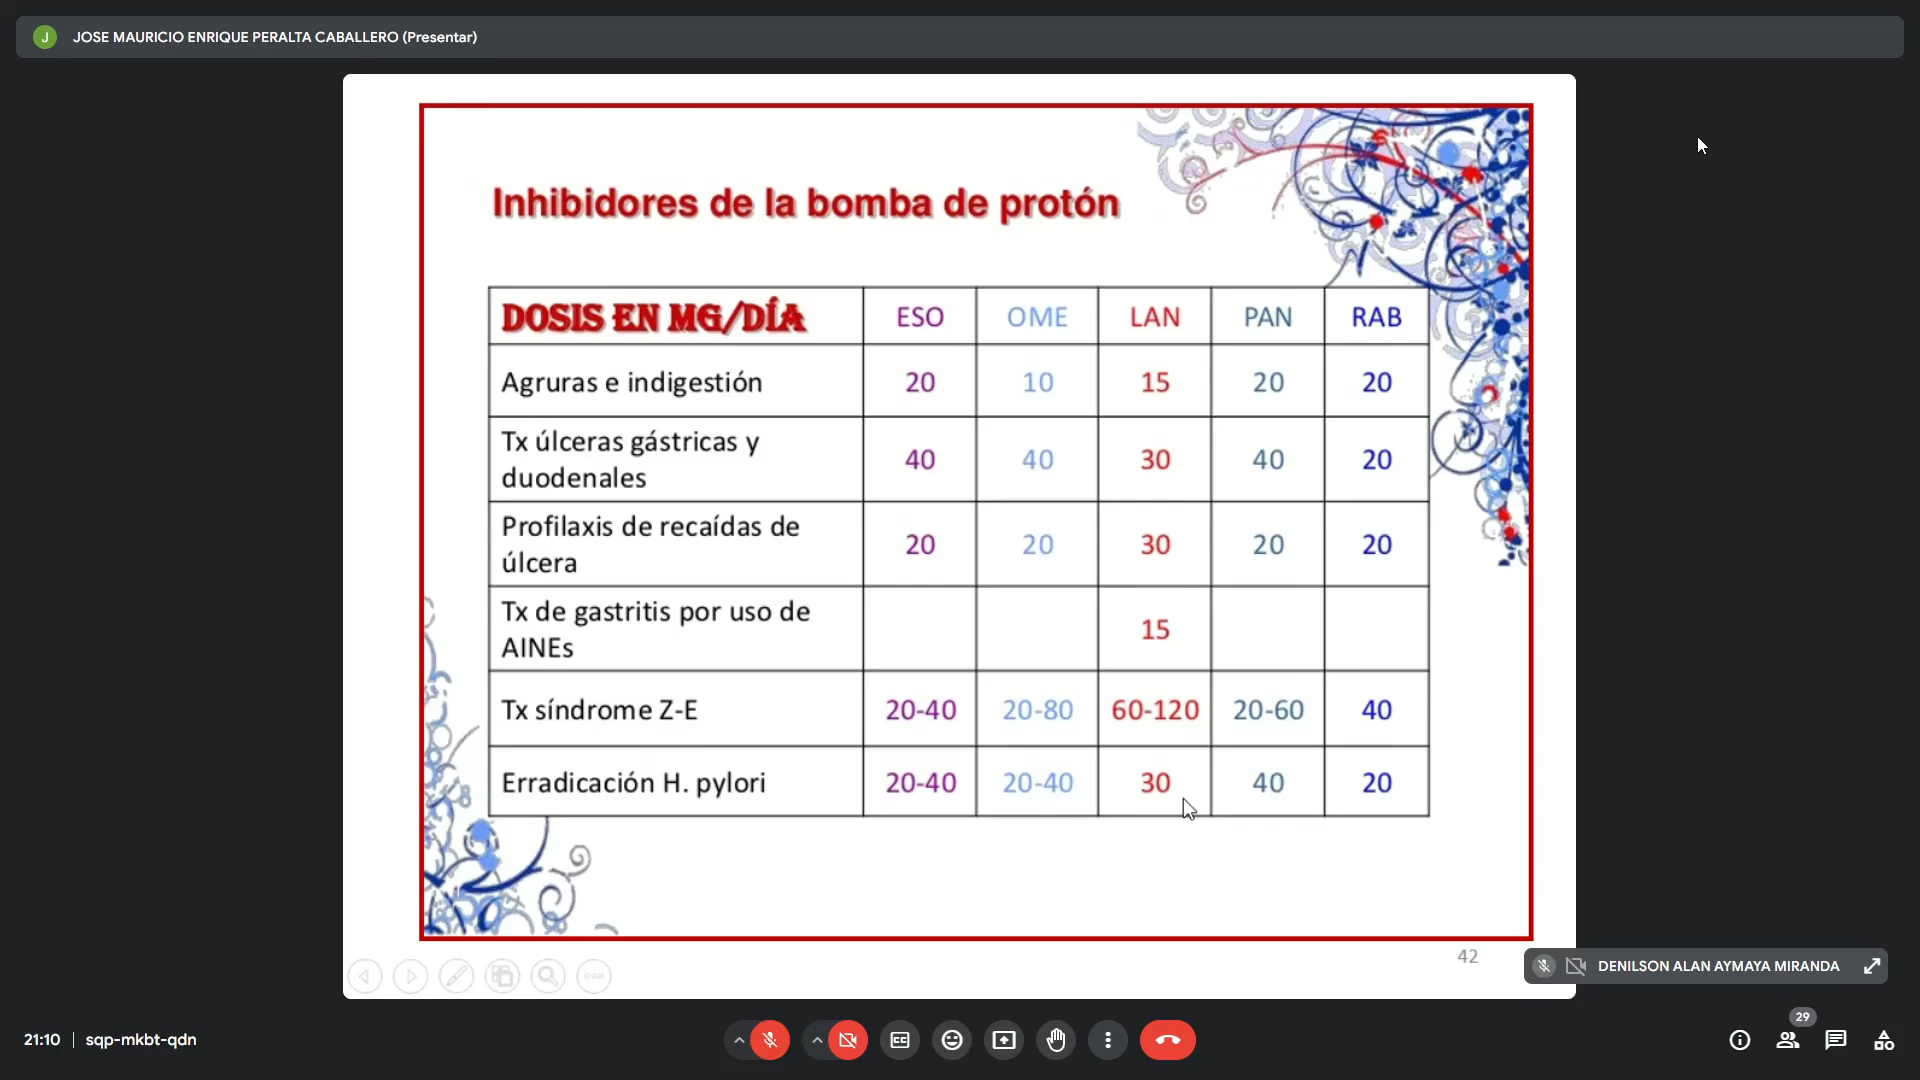 J JOSE MAURICIO ENRIQUE PERALTA CABALLERO (Presentar)
Inhibidores de la bomba de protón
DOSIS EN MG/DÍA ESO OME LAN PAN RAB
Agruras e indigestión 20 10 15 20 20
Tx úlceras gástricas y
duodenales 40 40 30 40 20
Profilaxis de recaídas de
úlcera 20 20 30 20 20
Tx de gastritis por uso de
AINEs 15
Tx síndrome Z-E 20-40 20-80 60-120 20-60 40
Erradicación H. pylori 20-40 20-40 30 40 20
42
DENILSON ALAN AYMAYA MIRANDA
21:10 | sqp-mkbt-qdn
29